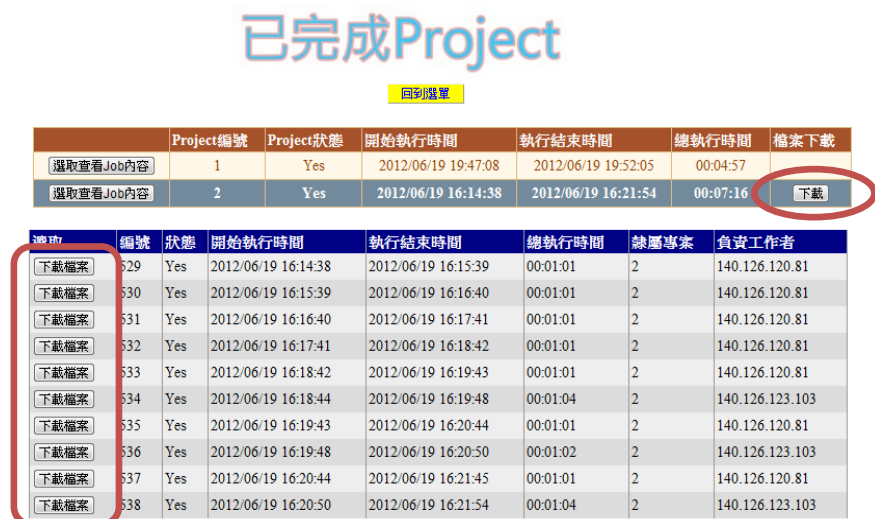 已完成Project
回到選單
Project編號 Project狀態 開始執行時間 執行結束時間 總執行時間 檔案下載
選取查看Job內容 1 Yes 2012/06/19 19:47:08 2012/06/19 19:52:05 00:04:57
選取查看Job內容 2 Yes 2012/06/19 16:14:38 2012/06/19 16:21:54 00:07:16 下載
選取 編號 狀態 開始執行時間 執行結束時間 總執行時間 隸屬專案 負責工作者
下載檔案 529 Yes 2012/06/19 16:14:38 2012/06/19 16:15:39 00:01:01 2 140.126.120.81
下載檔案 530 Yes 2012/06/19 16:15:39 2012/06/19 16:16:40 00:01:01 2 140.126.120.81
下載檔案 531 Yes 2012/06/19 16:16:40 2012/06/19 16:17:41 00:01:01 2 140.126.120.81
下載檔案 532 Yes 2012/06/19 16:17:41 2012/06/19 16:18:42 00:01:01 2 140.126.120.81
下載檔案 533 Yes 2012/06/19 16:18:42 2012/06/19 16:19:43 00:01:01 2 140.126.120.81
下載檔案 534 Yes 2012/06/19 16:18:44 2012/06/19 16:19:48 00:01:04 2 140.126.123.103
下載檔案 535 Yes 2012/06/19 16:19:43 2012/06/19 16:20:44 00:01:01 2 140.126.120.81
下載檔案 536 Yes 2012/06/19 16:19:48 2012/06/19 16:20:50 00:01:02 2 140.126.123.103
下載檔案 537 Yes 2012/06/19 16:20:44 2012/06/19 16:21:45 00:01:01 2 140.126.120.81
下載檔案 538 Yes 2012/06/19 16:20:50 2012/06/19 16:21:54 00:01:04 2 140.126.123.103